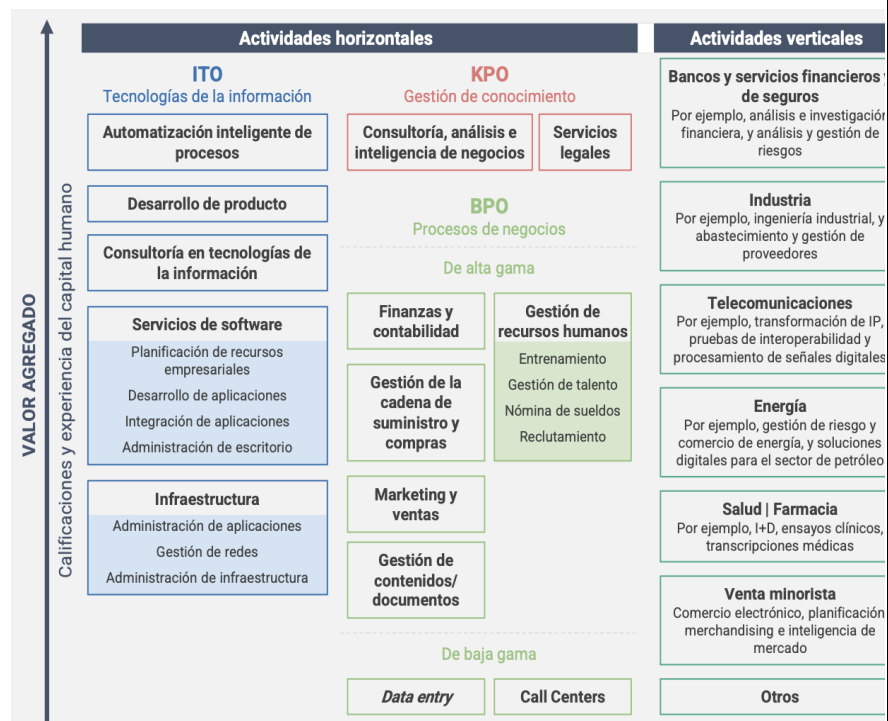 Actividades horizontales
Actividades verticales
VALOR AGREGADO
Calificaciones y experiencia del capital humano
ITO
Tecnologías de la información
Automatización inteligente de
procesos
Desarrollo de producto
Consultoría en tecnologías de
la información
Servicios de software
Planificación de recursos
empresariales
Desarrollo de aplicaciones
Integración de aplicaciones
Administración de escritorio
Infraestructura
Administración de aplicaciones
Gestión de redes
Administración de infraestructura
KPO
Gestión de conocimiento
Consultoría, análisis e
inteligencia de negocios
Servicios
legales
BPO
Procesos de negocios
De alta gama
Finanzas y
contabilidad
Gestión de la
cadena de
suministro y
compras
Marketing y
ventas
Gestión de
contenidos/
documentos
Gestión de
recursos humanos
Entrenamiento
Gestión de talento
Nómina de sueldos
Reclutamiento
De baja gama
Data entry
Call Centers
Bancos y servicios financieros
de seguros
Por ejemplo, análisis e investigación
financiera, y análisis y gestión de
riesgos
Industria
Por ejemplo, ingeniería industrial, y
abastecimiento y gestión de
proveedores
Telecomunicaciones
Por ejemplo, transformación de IP,
pruebas de interoperabilidad y
procesamiento de señales digitales
Energía
Por ejemplo, gestión de riesgo y
comercio de energía, y soluciones
digitales para el sector de petróleo
Salud | Farmacia
Por ejemplo, I+D, ensayos clínicos,
transcripciones médicas
Venta minorista
Comercio electrónico, planificación
merchandising e inteligencia de
mercado
Otros